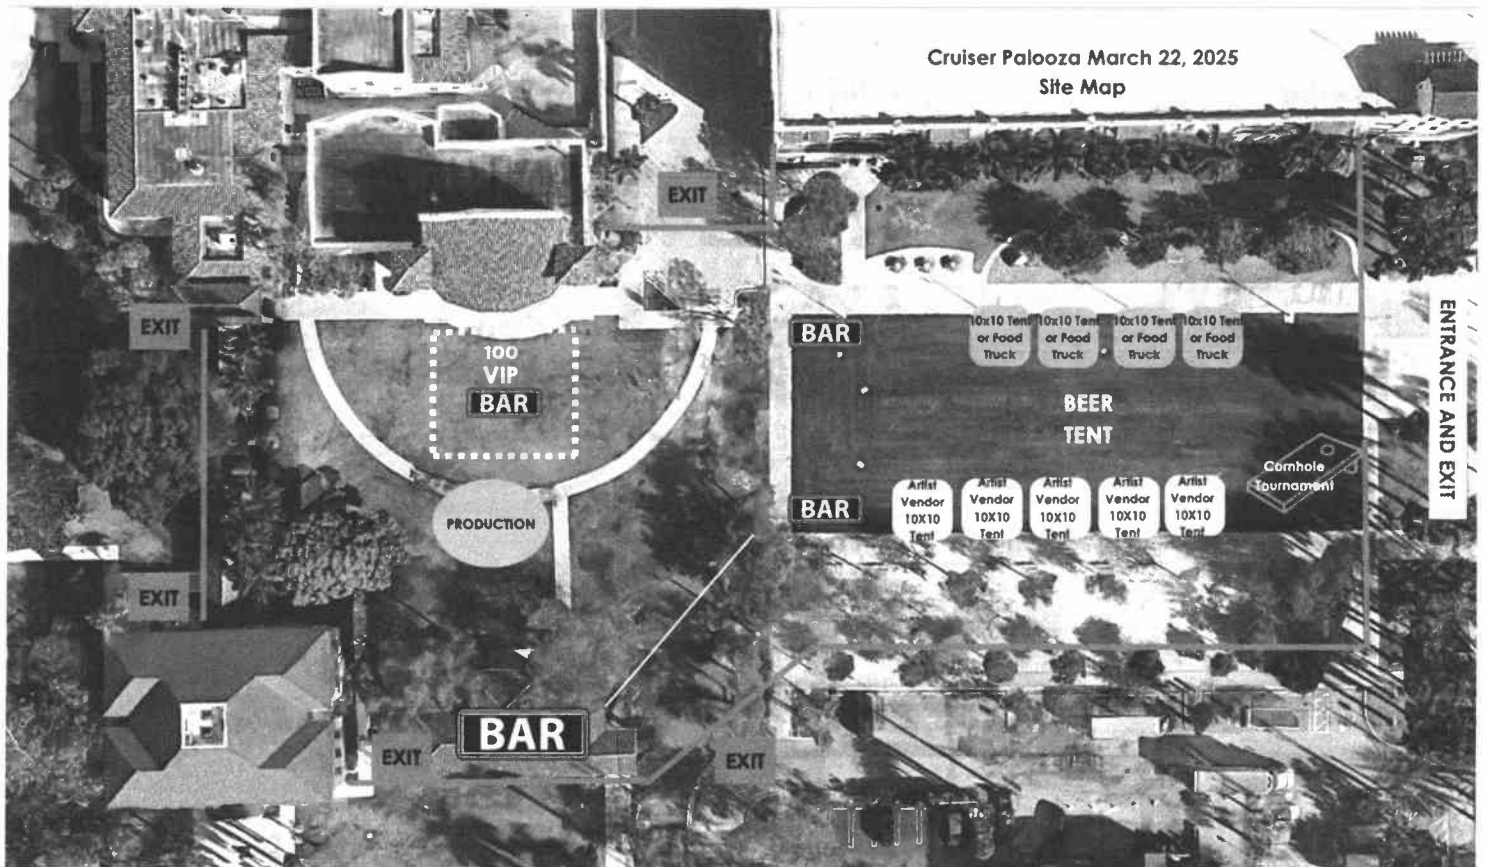 Cruiser Palooza March 22, 2025
Site Map
EXIT
EXIT
100
VIP
BAR
PRODUCTION
EXIT
BAR
EXIT
EXIT
BAR
10x10 Tent
or Food
Truck
10x10 Tent
or Food
Truck
10x10 Tent
or Food
Truck
10x10 Tent
or Food
Truck
BEER
TENT
BAR
Artist
Vendor
10X10
Tent
Artist
Vendor
10X10
Tent
Artist
Vendor
10X10
Tent
Artist
Vendor
10X10
Tent
Artist
Vendor
10X10
Tent
Cornhole
Tournament
ENTRANCE AND EXIT